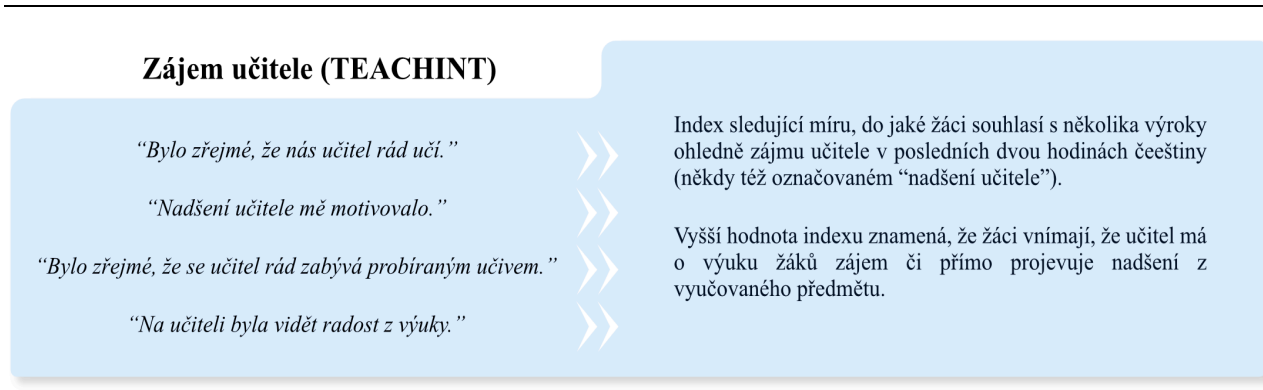 Zájem učitele (TEACHINT)
“Bylo zřejmé, že nás učitel rád učí.”
“Nadšení učitele mě motivovalo.”
“Bylo zřejmé, že se učitel rád zabývá probíraným učivem.”
“Na učiteli byla vidět radost z výuky.”
Index sledující míru, do jaké žáci souhlasí s několika výroky
ohledně zájmu učitele v posledních dvou hodinách čeeštiny
(někdy též označovaném “nadšení učitele”).
Vyšší hodnota indexu znamená, že žáci vnímají, že učitel má
o výuku žáků zájem či přímo projevuje nadšení z
vyučovaného předmětu.